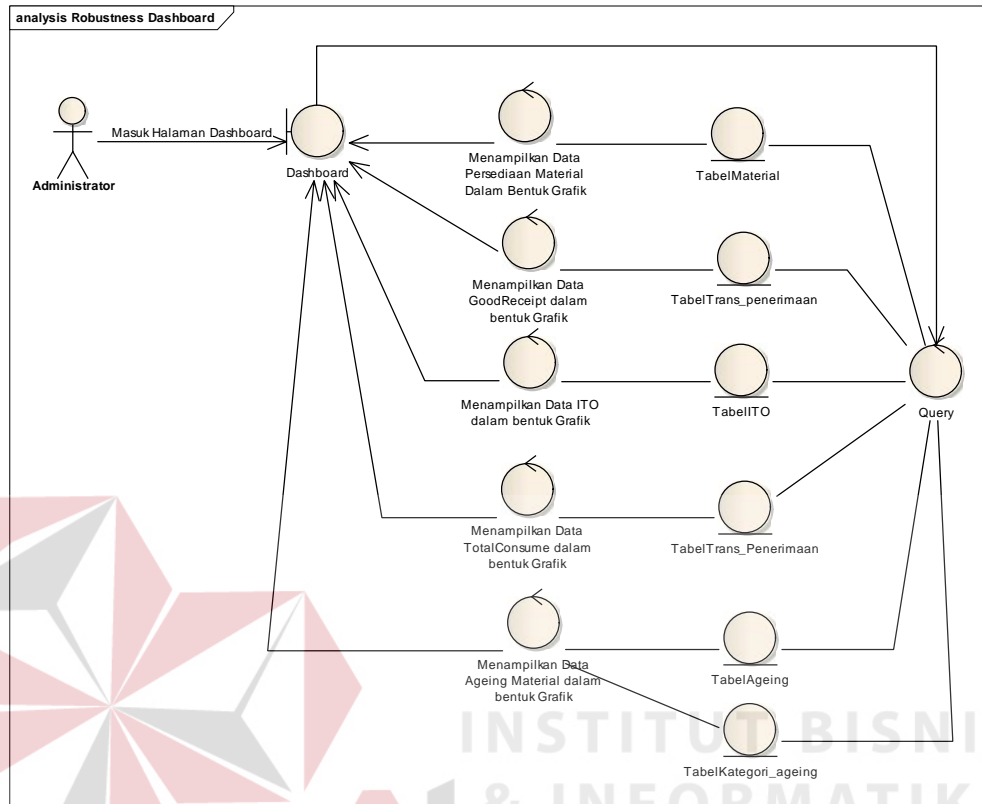 analysis Robustness Dashboard
Administrator
Masuk Halaman Dashboard
Dashboard
Menampilkan Data
Persediaan Material
Dalam Bentuk Grafik
TabelMaterial
Menampilkan Data
GoodReceipt dalam
bentuk Grafik
TabelTrans_penerimaan
Menampilkan Data ITO
dalam bentuk Grafik
TabelITO
Query
Menampilkan Data
TotalConsume dalam
bentuk Grafik
TabelTrans_Penerimaan
Menampilkan Data
Ageing Material dalam
bentuk Grafik
TabelAgeing
TabelKategori_ageing
INSTITUT BISNI
& INFORMATIK